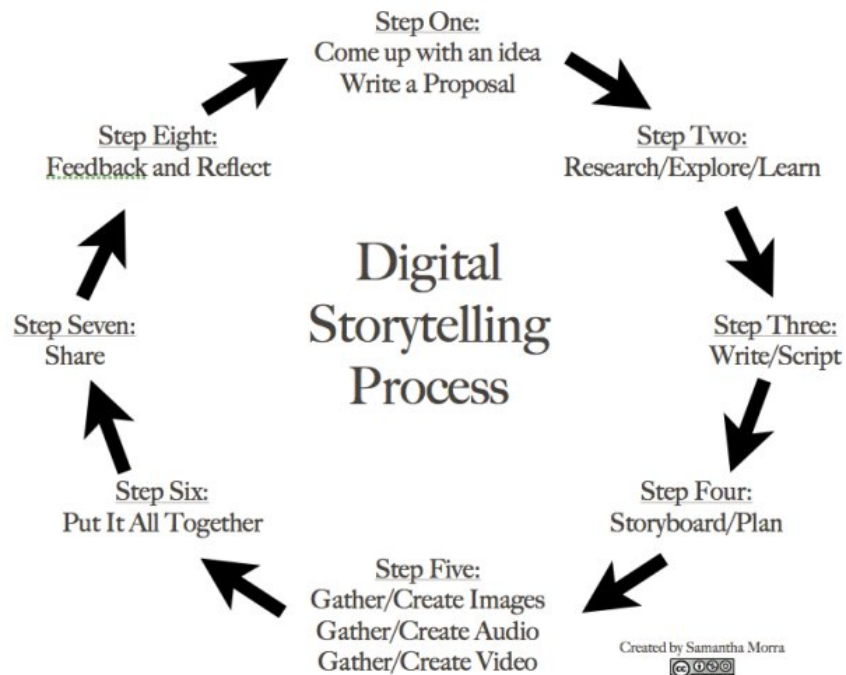 Step One:
Come up with an idea
Write a Proposal
Step Two:
Research/Explore/Learn
Step Three:
Write/Script
Step Four:
Storyboard/Plan
Step Five:
Gather/Create Images
Gather/Create Audio
Gather/Create Video
Step Six:
Put It All Together
Step Seven:
Share
Step Eight:
Feedback and Reflect
Digital
Storytelling
Process
Created by Samantha Morra
cc